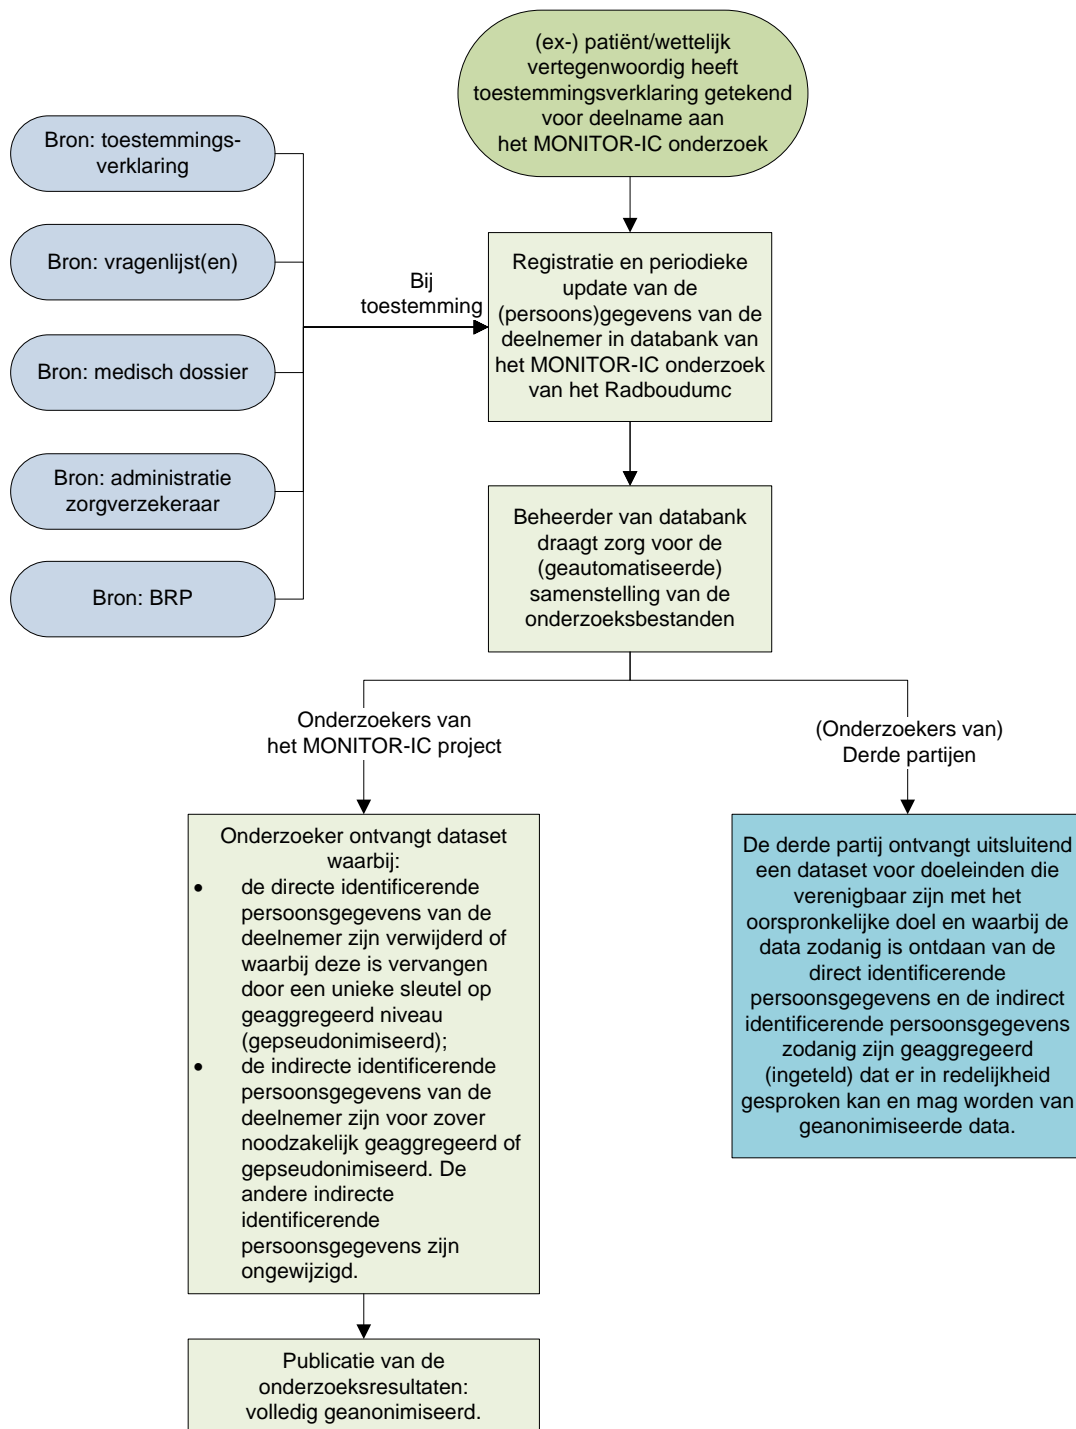 (ex-) patiënt/wettelijk
vertegenwoordig heeft
toestemmingsverklaring getekend
voor deelname aan
het MONITOR-IC onderzoek
Bron: toestemmings-
verklaring
Bron: vragenlijst(en)
Bron: medisch dossier
Bron: administratie
zorgverzekeraar
Bron: BRP
Bij
toestemming
Registratie en periodieke
update van de
(persoons)gegevens van de
deelnemer in databank van
het MONITOR-IC onderzoek
van het Radboudumc
Beheerder van databank
draagt zorg voor de
(geautomatiseerde)
samenstelling van de
onderzoeksbestanden
Onderzoekers van
het MONITOR-IC project
(Onderzoekers van)
Derde partijen
Onderzoeker ontvangt dataset
waarbij:
• de directe identificerende
persoonsgegevens van de
deelnemer zijn verwijderd of
waarbij deze is vervangen
door een unieke sleutel op
geaggregeerd niveau
(gepseudonimiseerd);
• de indirecte identificerende
persoonsgegevens van de
deelnemer zijn voor zover
noodzakelijk geaggregeerd of
gepseudonimiseerd. De
andere indirecte
identificerende
persoonsgegevens zijn
ongewijzigd.
De derde partij ontvangt uitsluitend
een dataset voor doeleinden die
verenigbaar zijn met het
oorspronkelijke doel en waarbij de
data zodanig is ontdaan van de
direct identificerende
persoonsgegevens en de indirect
identificerende persoonsgegevens
zodanig zijn geaggregeerd
(ingeteld) dat er in redelijkheid
gesproken kan en mag worden van
geanonimiseerde data.
Publicatie van de
onderzoeksresultaten:
volledig geanonimiseerd.